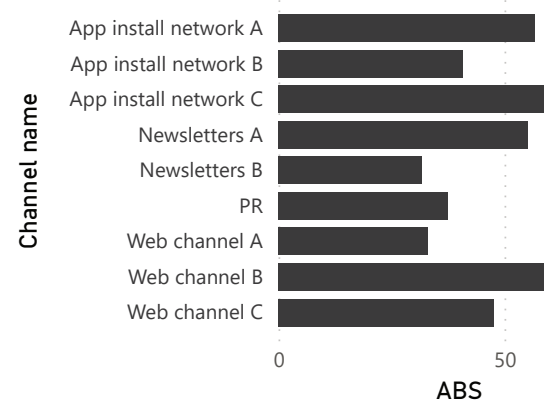 Channel name
App install network A
App install network B
App install network C
Newsletters A
Newsletters B
PR
Web channel A
Web channel B
Web channel C
0 50
ABS